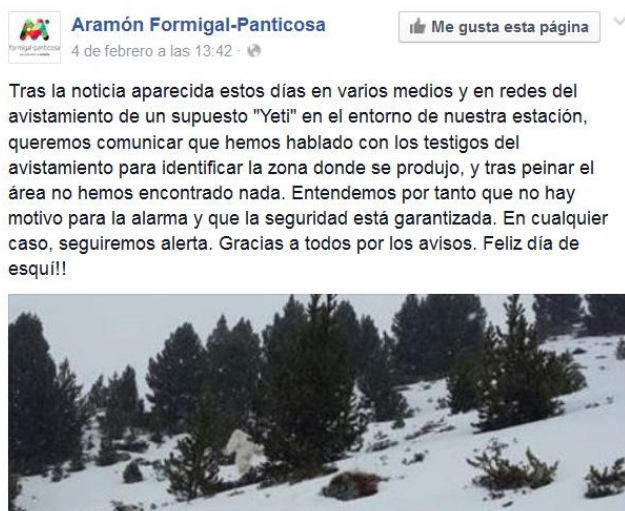 Aramón Formigal-Panticosa
4 de febrero a las 13:42 ·
Me gusta esta página
formigal-panticosa
Tras la noticia aparecida estos días en varios medios y en redes del
avistamiento de un supuesto "Yeti" en el entorno de nuestra estación,
queremos comunicar que hemos hablado con los testigos del
avistamiento para identificar la zona donde se produjo, y tras peinar el
área no hemos encontrado nada. Entendemos por tanto que no hay
motivo para la alarma y que la seguridad está garantizada. En cualquier
caso, seguiremos alerta. Gracias a todos por los avisos. Feliz día de
esquí!!